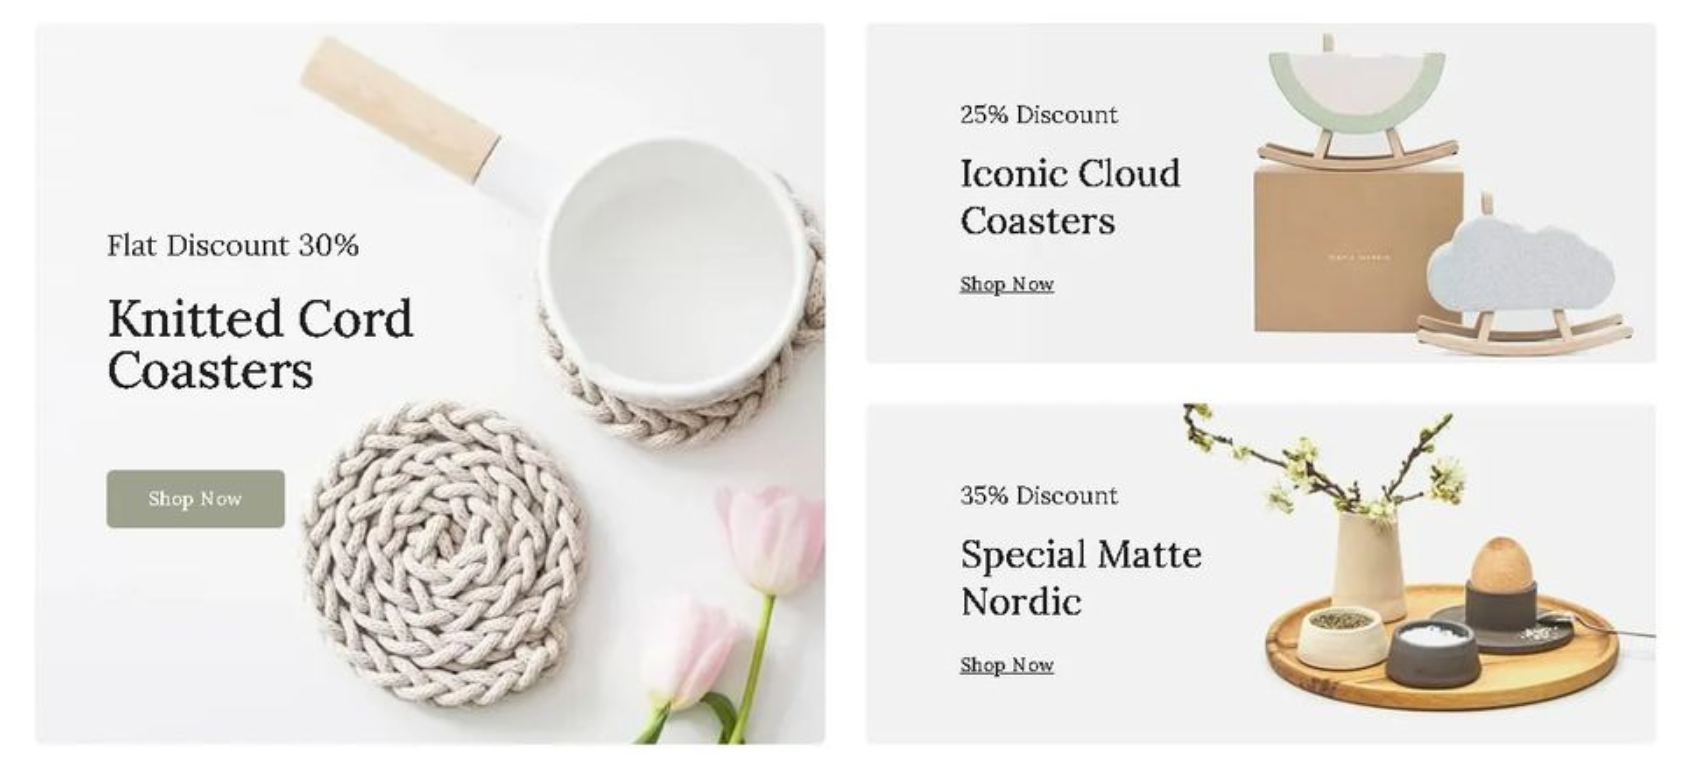 Flat Discount 30%
Knitted Cord
Coasters
Shop Now
25% Discount
Iconic Cloud
Coasters
Shop Now
35% Discount
Special Matte
Nordic
Shop Now